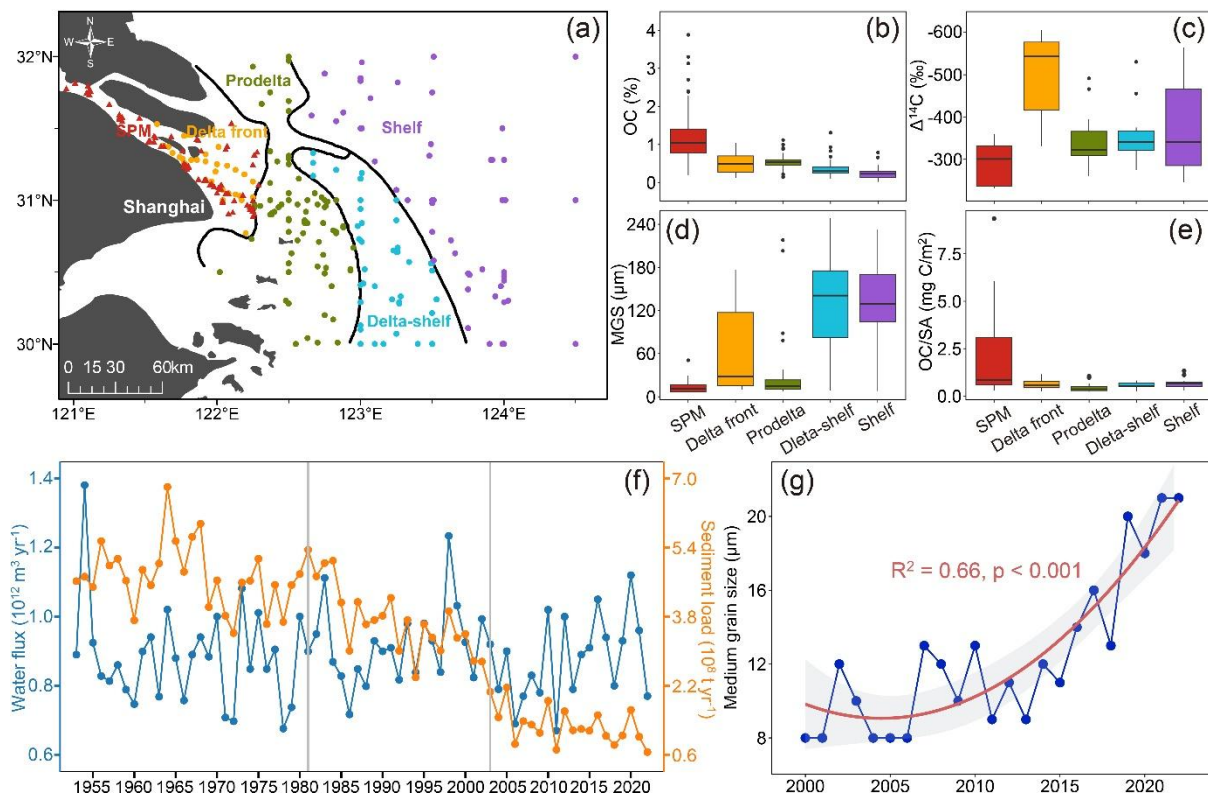 (a)
N
W E
S
32°N
31°N
30°N
Prodelta
SPM
Delta front
Shelf
Shanghai
Delta-shelf
0 15 30 60km
121°E 122°E 123°E 124°E
(b)
OC (%)
4
3
2
1
0
(c)
Δ14C (‰)
-600
-500
-400
-300
(d)
MGS (μm)
240
180
120
60
0
SPM
Delta front
Prodelta
Dleta-shelf
Shelf
(e)
OC/SA (mg C/m²)
7.5
5.0
2.5
0.0
SPM
Delta front
Prodelta
Dleta-shelf
Shelf
(f)
Water flux (10¹² m³ yr⁻¹)
1.4
1.2
1.0
0.8
0.6
Sediment load (10⁸ t yr⁻¹)
7.0
5.4
3.8
2.2
0.6
1955 1960 1965 1970 1975 1980 1985 1990 1995 2000 2005 2010 2015 2020
(g)
Medium grain size (μm)
20
16
12
8
R² = 0.66, p < 0.001
2000 2005 2010 2015 2020